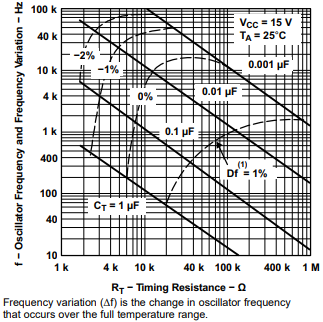 f – Oscillator Frequency and Frequency Variation – Hz
100 k
40 k
10 k
4 k
1 k
400
100
40
10
VCC = 15 V
TA = 25°C
–2%
–1%
0%
0.001 µF
0.01 µF
0.1 µF
Df(1) = 1%
CT = 1 µF
1 k 4 k 10 k 40 k 100 k 400 k 1 M
RT – Timing Resistance – Ω
Frequency variation (Δf) is the change in oscillator frequency
that occurs over the full temperature range.